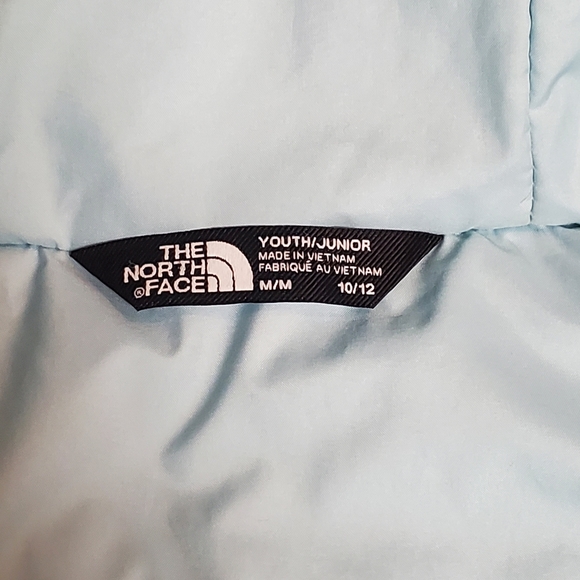 THE
NORTH
®FACE
YOUTH/JUNIOR
MADE IN VIETNAM
FABRIQUÉ AU VIETNAM
M/M 10/12